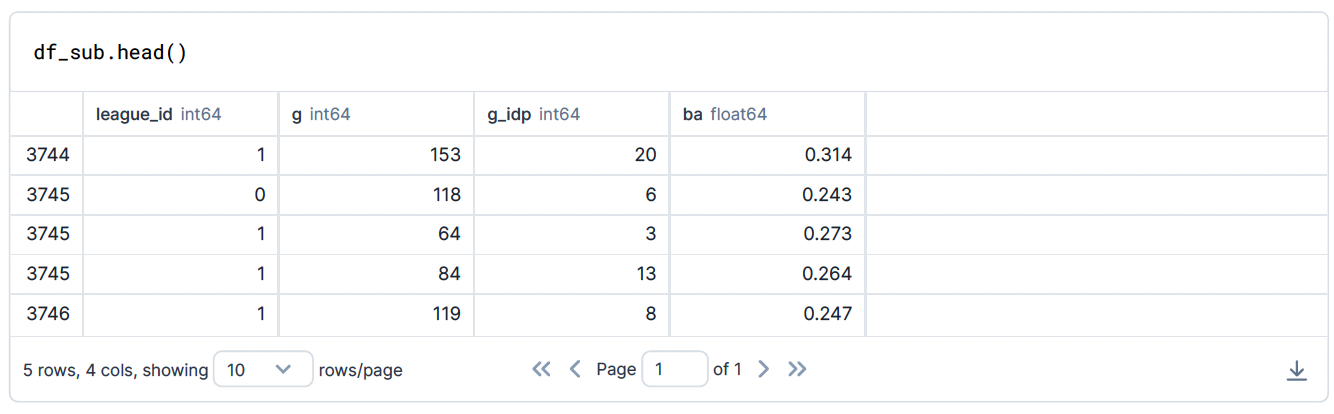 df_sub.head()
league_id int64 g int64 g_idp int64 ba float64
3744 1 153 20 0.314
3745 0 118 6 0.243
3745 1 64 3 0.273
3745 1 84 13 0.264
3746 1 119 8 0.247
5 rows, 4 cols, showing 10 rows/page Page 1 of 1